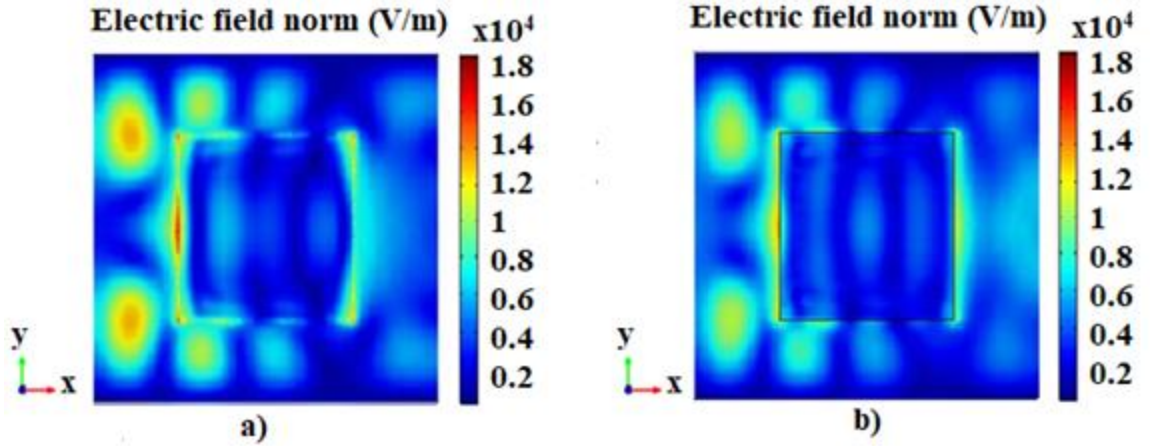 Electric field norm (V/m)
x10⁴
1.8
1.6
1.4
1.2
1
0.8
0.6
0.4
0.2
y
x
a)
Electric field norm (V/m)
x10⁴
1.8
1.6
1.4
1.2
1
0.8
0.6
0.4
0.2
y
x
b)